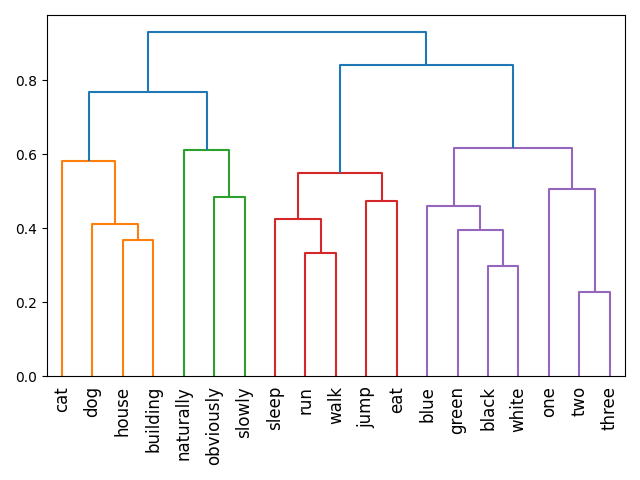 0.8
0.6
0.4
0.2
0.0
cat
dog
house
building
naturally
obviously
slowly
sleep
run
walk
jump
eat
blue
green
black
white
one
two
three